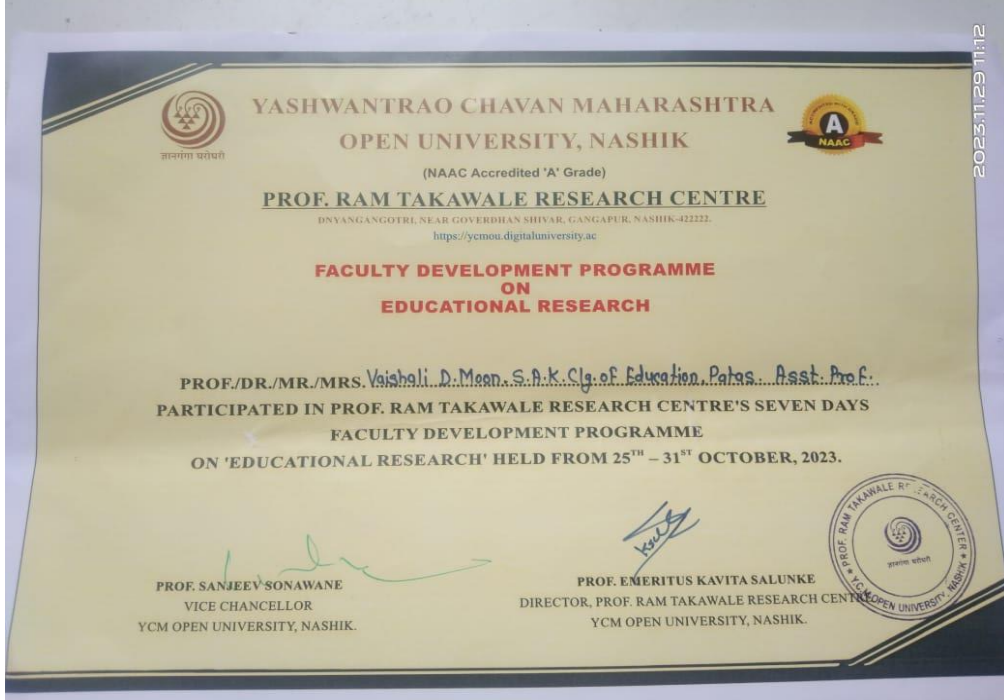 YASHWANTRAO CHAVAN MAHARASHTRA
OPEN UNIVERSITY, NASHIK
(NAAC Accredited 'A' Grade)
ज्ञानगंगा घरोघरी
A
NAAC
PROF. RAM TAKAWALE RESEARCH CENTRE
DNYANGANGOTRI, NEAR GOVERDHAN SHIVAR, GANGAPUR, NASHIK-422222.
https://ycmou.digitaluniversity.ac
FACULTY DEVELOPMENT PROGRAMME
ON
EDUCATIONAL RESEARCH
PROF./DR./MR./MRS. Vaishali D. Moon. S.A.K. Clg. of Education, Patas. Asst. Prof.
PARTICIPATED IN PROF. RAM TAKAWALE RESEARCH CENTRE'S SEVEN DAYS
FACULTY DEVELOPMENT PROGRAMME
ON 'EDUCATIONAL RESEARCH' HELD FROM 25TH – 31ST OCTOBER, 2023.
PROF. SANJEEV SONAWANE
VICE CHANCELLOR
YCM OPEN UNIVERSITY, NASHIK.
PROF. EMERITUS KAVITA SALUNKE
DIRECTOR, PROF. RAM TAKAWALE RESEARCH CENTRE
YCM OPEN UNIVERSITY, NASHIK.
PROF. RAM TAKAWALE RESEARCH CENTER
ज्ञानगंगा घरोघरी
Y.C.M. OPEN UNIVERSITY, NASHIK
2023.11.29 11:12